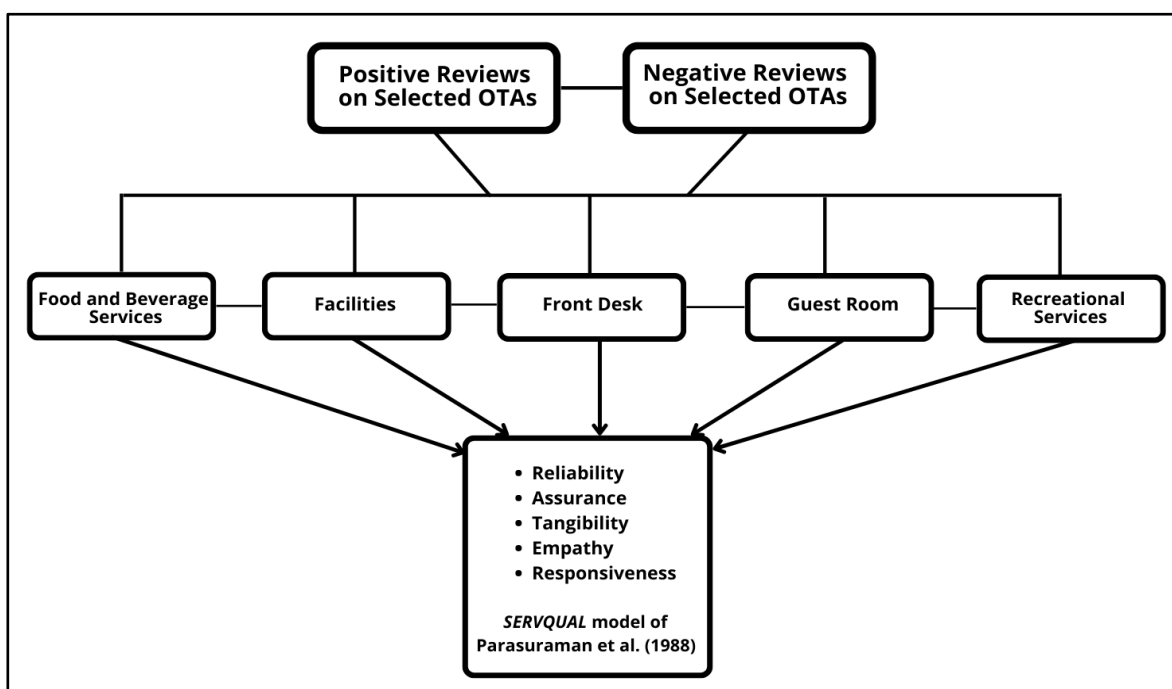 Positive Reviews
on Selected OTAs
Negative Reviews
on Selected OTAs
Food and Beverage
Services
Facilities
Front Desk
Guest Room
Recreational
Services
• Reliability
• Assurance
• Tangibility
• Empathy
• Responsiveness
SERVQUAL model of
Parasuraman et al. (1988)